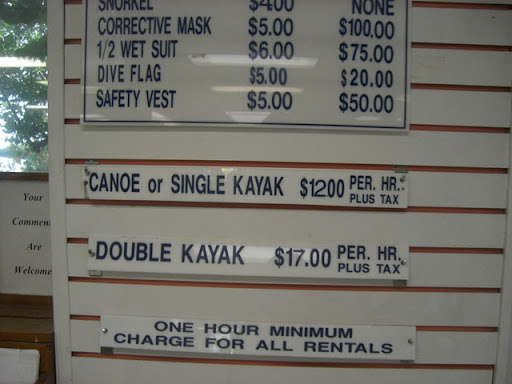 SNORKEL $4.00 NONE
CORRECTIVE MASK $5.00 $100.00
1/2 WET SUIT $6.00 $75.00
DIVE FLAG $5.00 $20.00
SAFETY VEST $5.00 $50.00
CANOE or SINGLE KAYAK $1200 PER. HR.
PLUS TAX
DOUBLE KAYAK $17.00 PER. HR.
PLUS TAX
ONE HOUR MINIMUM
CHARGE FOR ALL RENTALS
Your
Comments
Are
Welcome